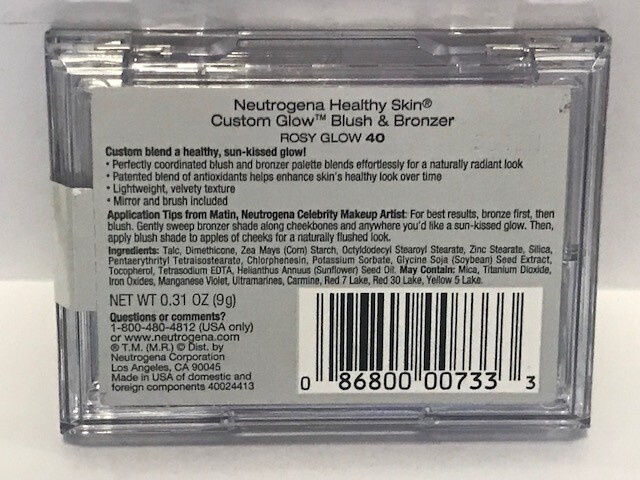 Neutrogena Healthy Skin®
Custom Glow™ Blush & Bronzer
ROSY GLOW 40
Custom blend a healthy, sun-kissed glow!
• Perfectly coordinated blush and bronzer palette blends effortlessly for a naturally radiant look
• Patented blend of antioxidants helps enhance skin's healthy look over time
• Lightweight, velvety texture
• Mirror and brush included
Application Tips from Matin, Neutrogena Celebrity Makeup Artist: For best results, bronze first, then
blush. Gently sweep bronzer shade along cheekbones and anywhere you'd like a sun-kissed glow. Then,
apply blush shade to apples of cheeks for a naturally flushed look.
Ingredients: Talc, Dimethicone, Zea Mays (Corn) Starch, Octyldodecyl Stearoyl Stearate, Zinc Stearate, Silica,
Pentaerythrityl Tetraisostearate, Chlorphenesin, Potassium Sorbate, Glycine Soja (Soybean) Seed Extract,
Tocopherol, Tetrasodium EDTA, Helianthus Annuus (Sunflower) Seed Oil. May Contain: Mica, Titanium Dioxide,
Iron Oxides, Manganese Violet, Ultramarines, Carmine, Red 7 Lake, Red 30 Lake, Yellow 5 Lake.
NET WT 0.31 OZ (9g)
Questions or comments?
1-800-480-4812 (USA only)
or www.neutrogena.com
® T.M. (M.R.) © Dist. by
Neutrogena Corporation
Los Angeles, CA 90045
Made in USA of domestic and
foreign components 40024413
0 86800 00733 3